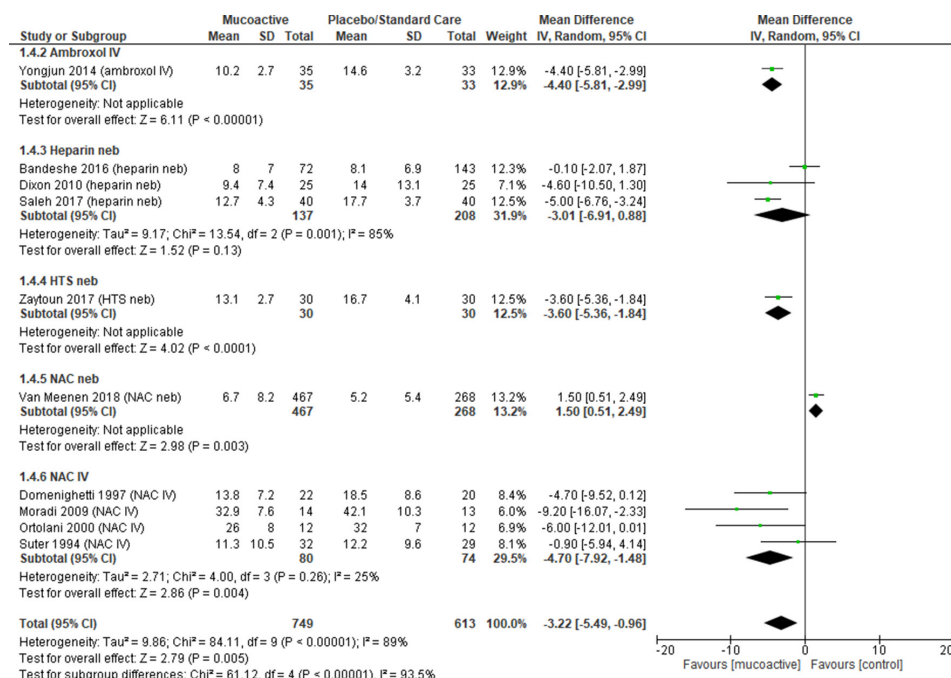 Mucoactive Placebo/Standard Care Mean Difference Mean Difference
Study or Subgroup Mean SD Total Mean SD Total Weight IV, Random, 95% CI IV, Random, 95% CI
1.4.2 Ambroxol IV
Yongjun 2014 (ambroxol IV) 10.2 2.7 35 14.6 3.2 33 12.9% -4.40 [-5.81, -2.99]
Subtotal (95% CI) 35 33 12.9% -4.40 [-5.81, -2.99]
Heterogeneity: Not applicable
Test for overall effect: Z = 6.11 (P < 0.00001)
1.4.3 Heparin neb
Bandeshe 2016 (heparin neb) 8 7 72 8.1 6.9 143 12.3% -0.10 [-2.07, 1.87]
Dixon 2010 (heparin neb) 9.4 7.4 25 14 13.1 25 7.1% -4.60 [-10.50, 1.30]
Saleh 2017 (heparin neb) 12.7 4.3 40 17.7 3.7 40 12.5% -5.00 [-6.76, -3.24]
Subtotal (95% CI) 137 208 31.9% -3.01 [-6.91, 0.88]
Heterogeneity: Tau² = 9.17; Chi² = 13.54, df = 2 (P = 0.001); I² = 85%
Test for overall effect: Z = 1.52 (P = 0.13)
1.4.4 HTS neb
Zaytoun 2017 (HTS neb) 13.1 2.7 30 16.7 4.1 30 12.5% -3.60 [-5.36, -1.84]
Subtotal (95% CI) 30 30 12.5% -3.60 [-5.36, -1.84]
Heterogeneity: Not applicable
Test for overall effect: Z = 4.02 (P < 0.0001)
1.4.5 NAC neb
Van Meenen 2018 (NAC neb) 6.7 8.2 467 5.2 5.4 268 13.2% 1.50 [0.51, 2.49]
Subtotal (95% CI) 467 268 13.2% 1.50 [0.51, 2.49]
Heterogeneity: Not applicable
Test for overall effect: Z = 2.98 (P = 0.003)
1.4.6 NAC IV
Domenighetti 1997 (NAC IV) 13.8 7.2 22 18.5 8.6 20 8.4% -4.70 [-9.52, 0.12]
Moradi 2009 (NAC IV) 32.9 7.6 14 42.1 10.3 13 6.0% -9.20 [-16.07, -2.33]
Ortolani 2000 (NAC IV) 26 8 12 32 7 12 6.9% -6.00 [-12.01, 0.01]
Suter 1994 (NAC IV) 11.3 10.5 32 12.2 9.6 29 8.1% -0.90 [-5.94, 4.14]
Subtotal (95% CI) 80 74 29.5% -4.70 [-7.92, -1.48]
Heterogeneity: Tau² = 2.71; Chi² = 4.00, df = 3 (P = 0.26); I² = 25%
Test for overall effect: Z = 2.86 (P = 0.004)
Total (95% CI) 749 613 100.0% -3.22 [-5.49, -0.96]
Heterogeneity: Tau² = 9.86; Chi² = 84.11, df = 9 (P < 0.00001); I² = 89%
Test for overall effect: Z = 2.79 (P = 0.005)
Test for subgroup differences: Chi² = 61.12, df = 4 (P < 0.00001), I² = 93.5%
-20 -10 0 10 20
Favours [mucoactive] Favours [control]